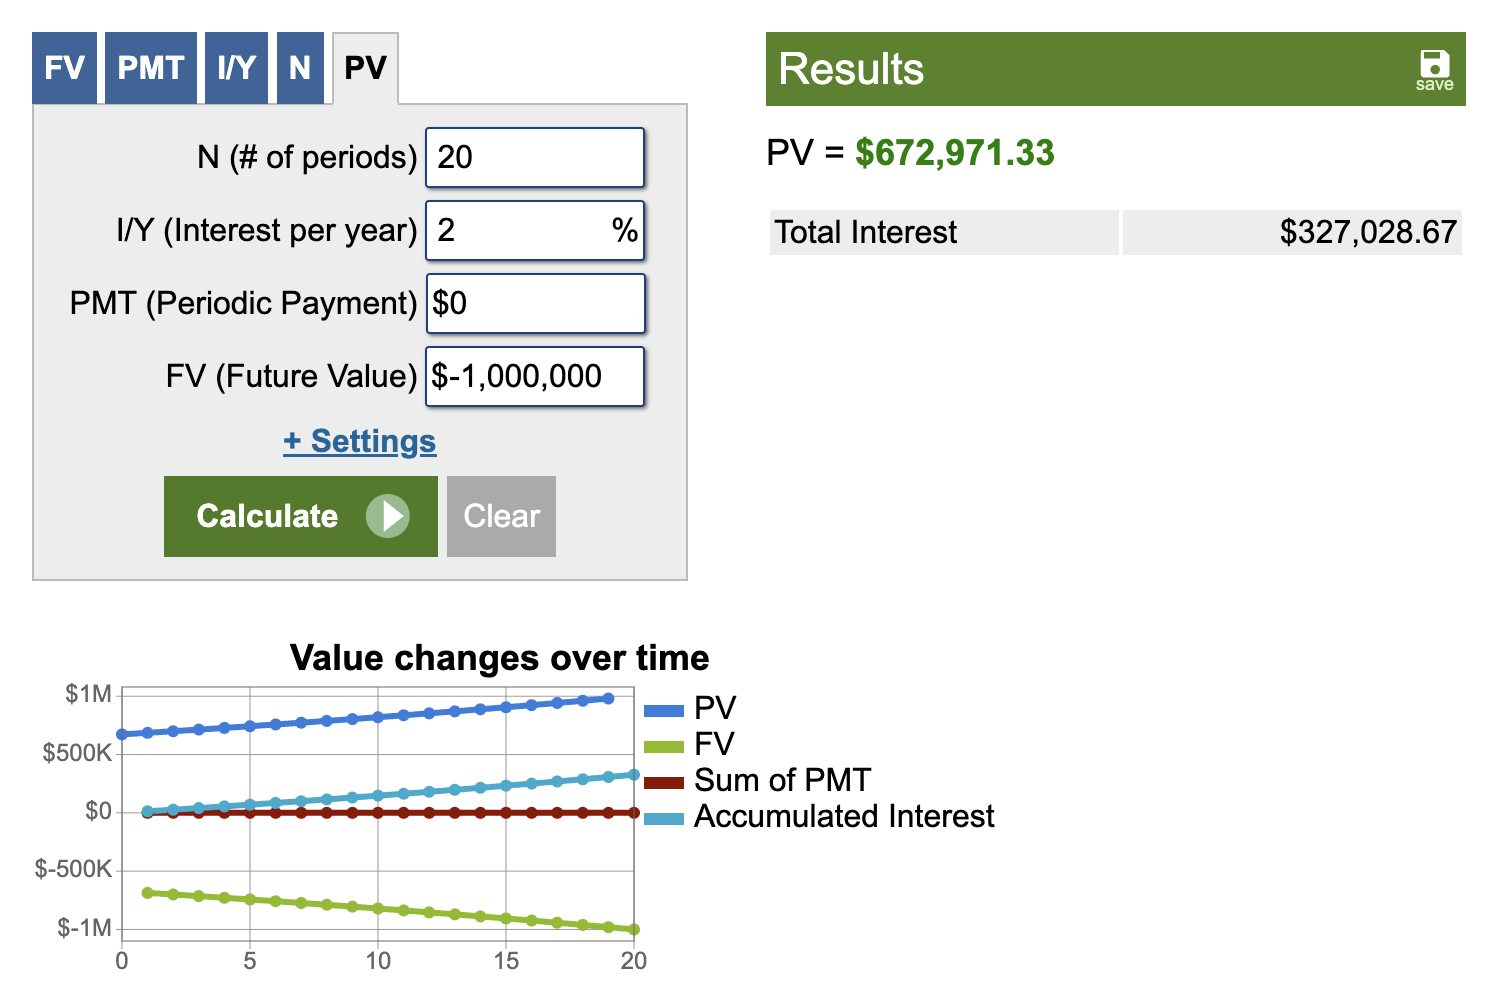 FV PMT I/Y N PV
N (# of periods) 20
I/Y (Interest per year) 2 %
PMT (Periodic Payment) $0
FV (Future Value) $-1,000,000
+ Settings
Calculate Clear
Results save
PV = $672,971.33
Total Interest $327,028.67
Value changes over time
$1M
$500K
$0
$-500K
$-1M
0 5 10 15 20
PV
FV
Sum of PMT
Accumulated Interest